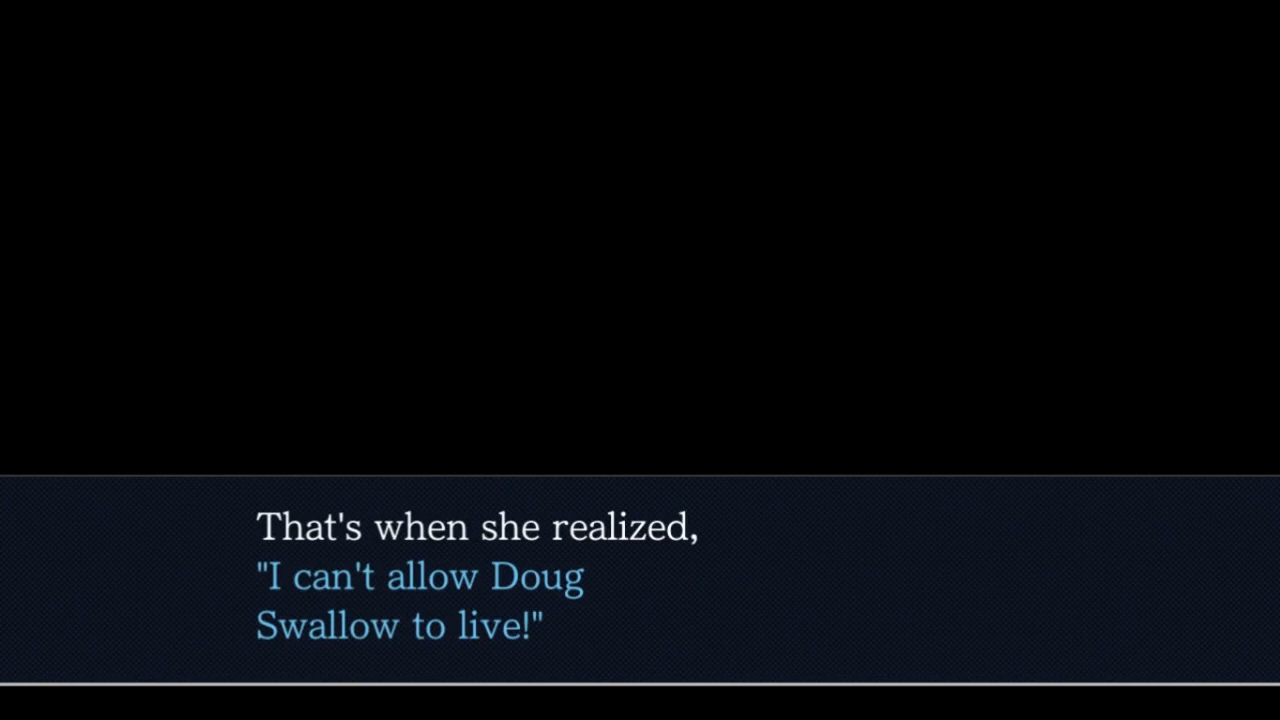 That's when she realized,
"I can't allow Doug
Swallow to live!"